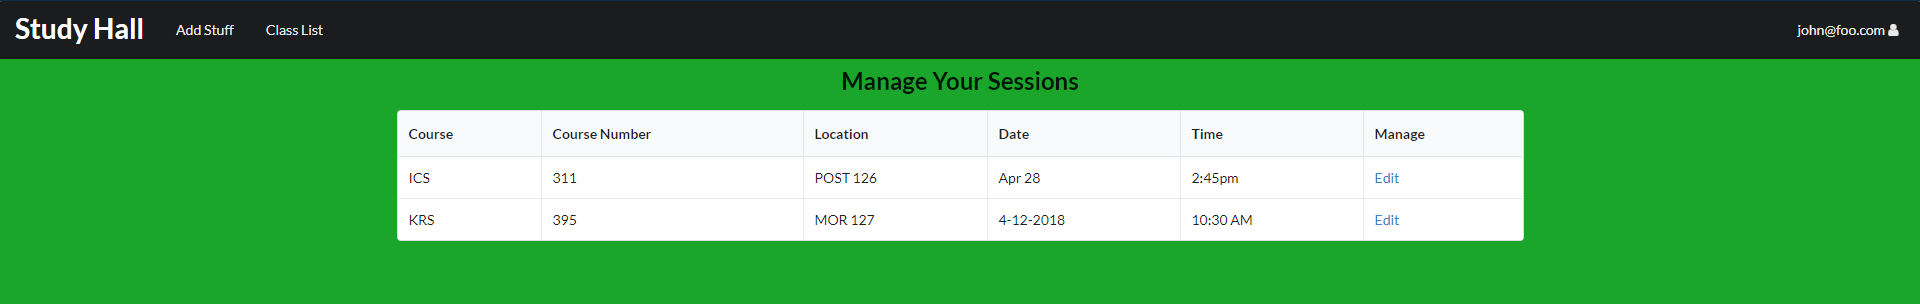 Study Hall Add Stuff Class List john@foo.com
Manage Your Sessions
Course Course Number Location Date Time Manage
ICS 311 POST 126 Apr 28 2:45pm Edit
KRS 395 MOR 127 4-12-2018 10:30 AM Edit